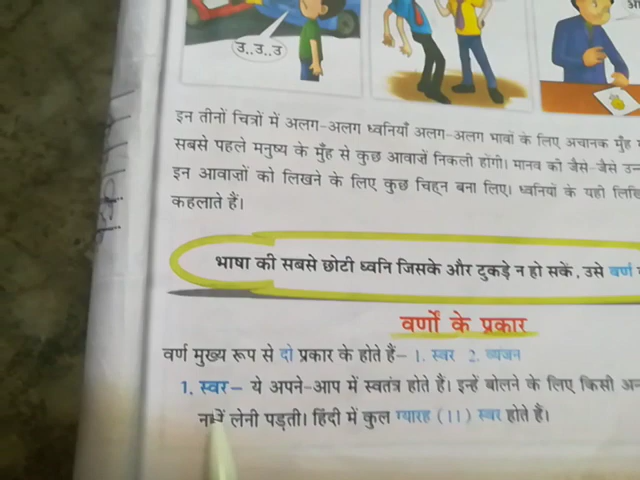 उ..उ..उ
इन तीनों चित्रों में अलग-अलग ध्वनियाँ अलग-अलग भावों के लिए अचानक मुँह
सबसे पहले मनुष्य के मुँह से कुछ आवाज़ें निकली होंगी। मानव को जैसे-जैसे
इन आवाज़ों को लिखने के लिए कुछ चिह्न बना लिए। ध्वनियों के यही
कहलाते हैं।
भाषा की सबसे छोटी ध्वनि जिसके और टुकड़े न हो सकें, उसे वर्ण
वर्णों के प्रकार
वर्ण मुख्य रूप से दो प्रकार के होते हैं– 1. स्वर 2. व्यंजन
1. स्वर– ये अपने-आप में स्वतंत्र होते हैं। इन्हें बोलने के लिए किसी
लेनी पड़ती। हिंदी में कुल ग्यारह (11) स्वर होते हैं।